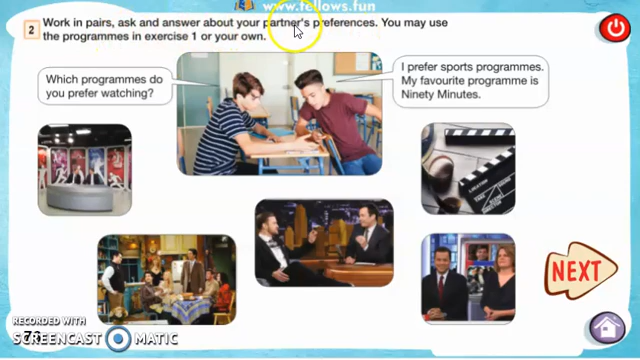 www.fellows.fun
2 Work in pairs, ask and answer about your partner's preferences. You may use
the programmes in exercise 1 or your own.
Which programmes do
you prefer watching?
I prefer sports programmes.
My favourite programme is
Ninety Minutes.
NEXT
RECORDED WITH
SCREENCAST MATIC